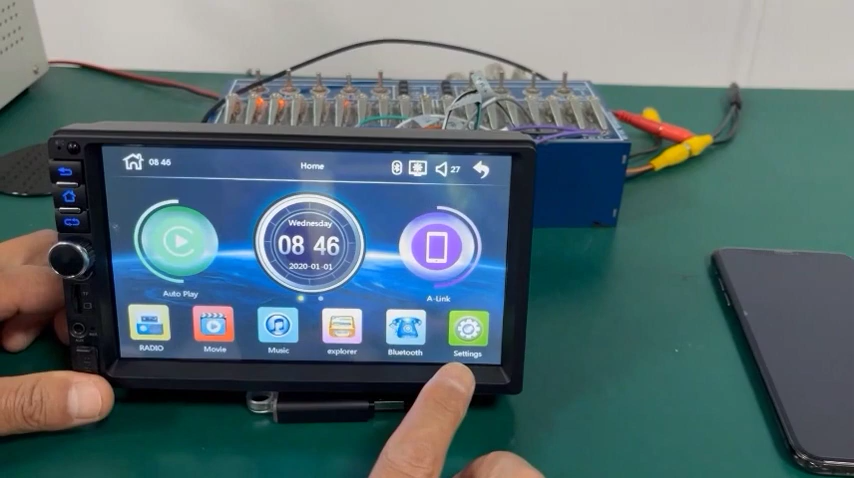 08 46
Home
27
Wednesday
08 46
2020-01-01
Auto Play
A-Link
RADIO
Movie
Music
explorer
Bluetooth
Settings